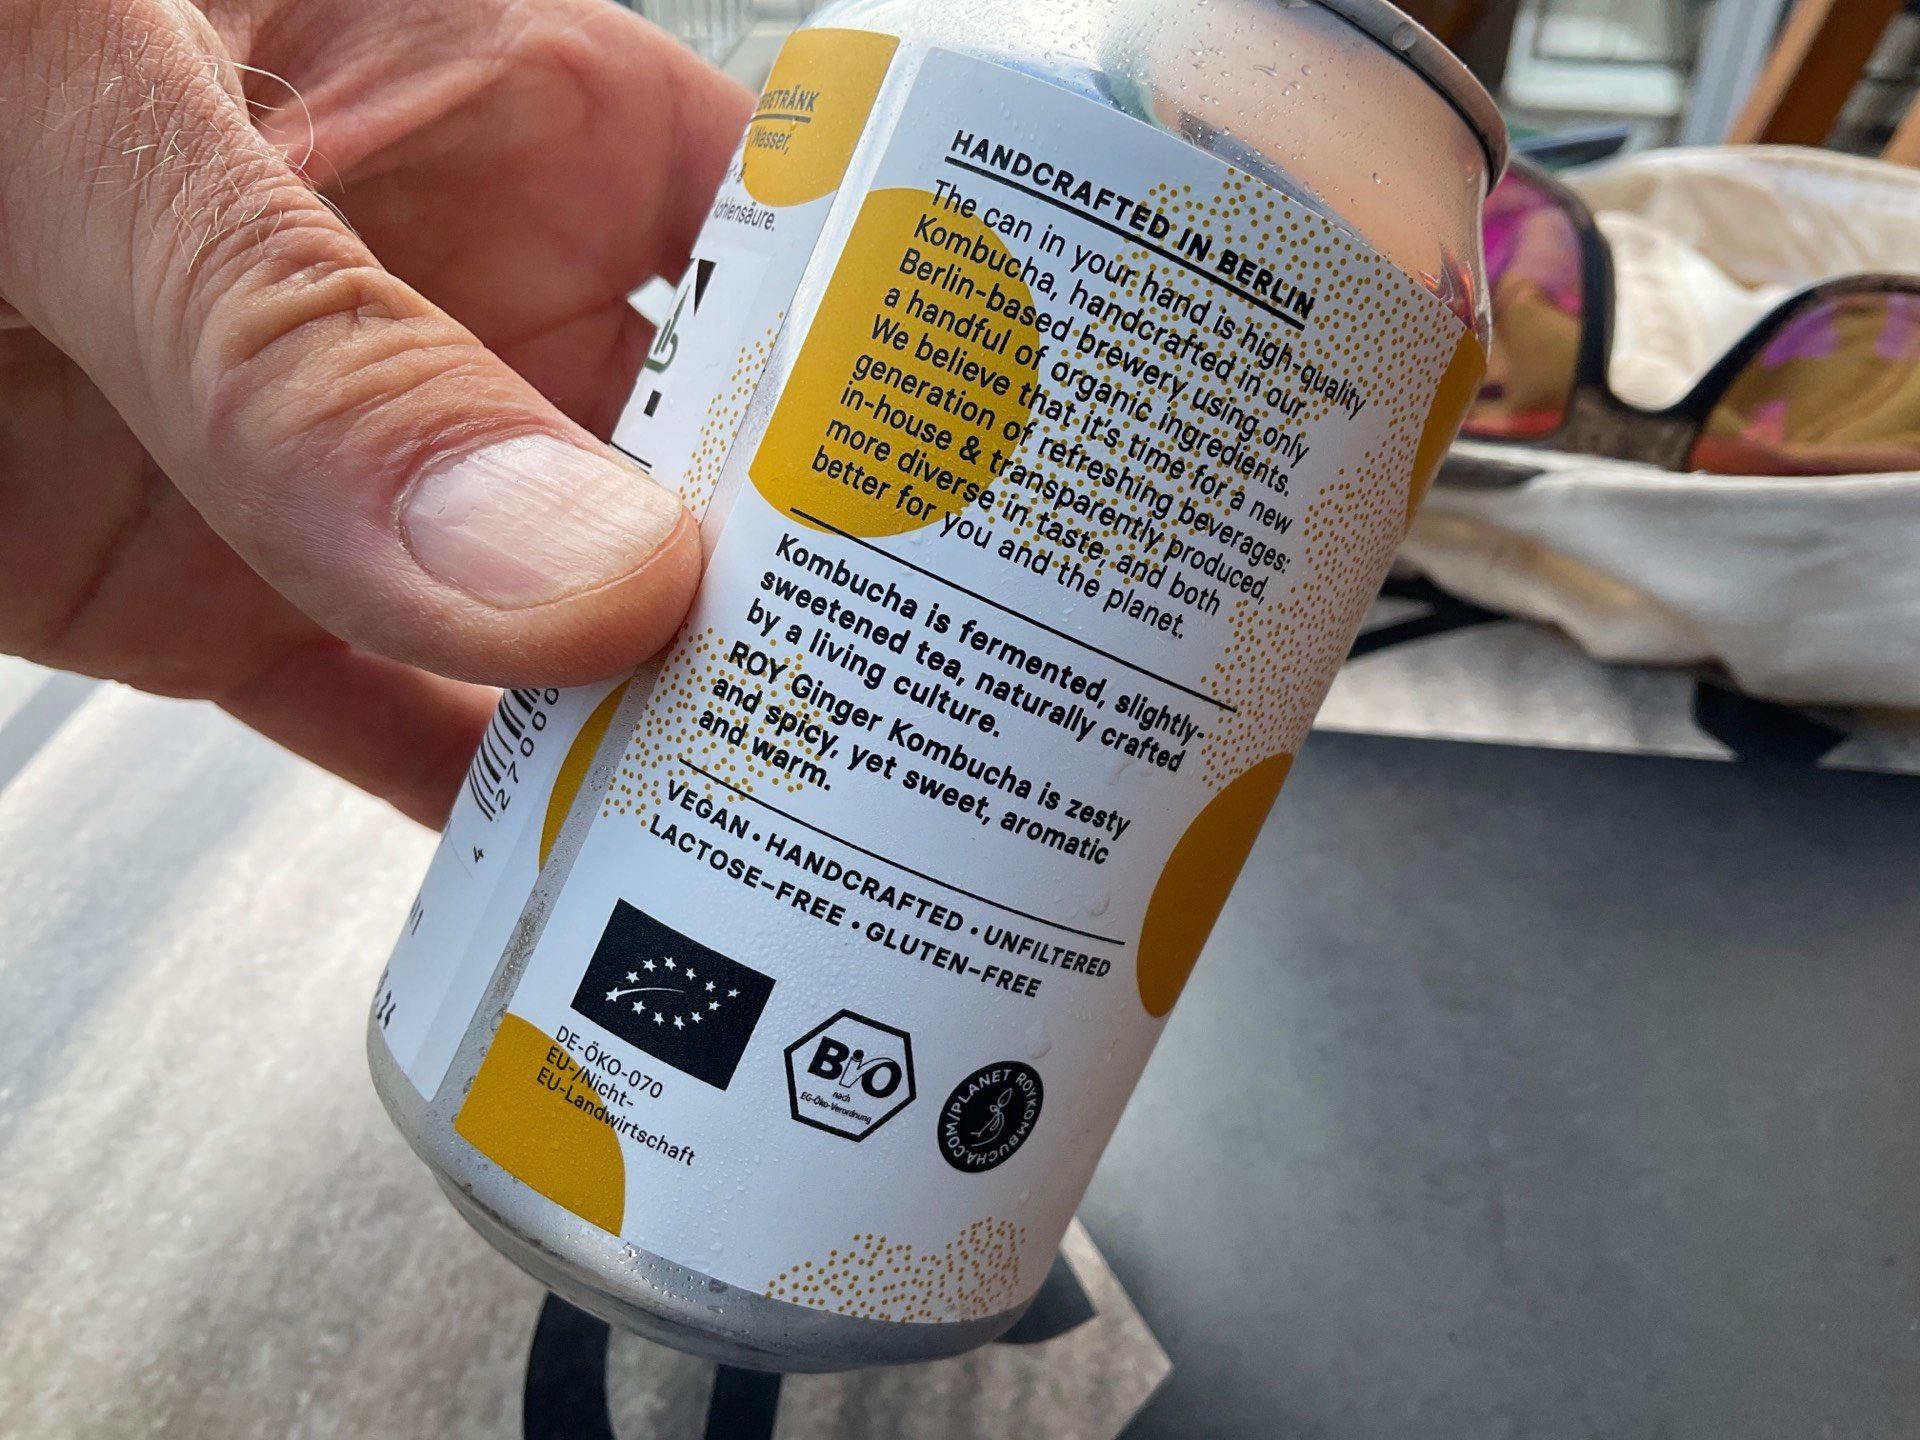 HANDCRAFTED IN BERLIN
The can in your hand is high-quality
Kombucha, handcrafted in our
Berlin-based brewery using only
a handful of organic ingredients.
We believe that it's time for a new
generation of refreshing beverages:
in-house & transparently produced,
more diverse in taste, and both
better for you and the planet.
Kombucha is fermented, slightly-
sweetened tea, naturally crafted
by a living culture.
ROY Ginger Kombucha is zesty
and spicy, yet sweet, aromatic
and warm.
VEGAN • HANDCRAFTED • UNFILTERED
LACTOSE-FREE • GLUTEN-FREE
DE-ÖKO-070
EU-/Nicht-
EU-Landwirtschaft
BiO
nach
EG-Öko-Verordnung
ROYKOMBUCHA.COM/PLANET
Wasser,
4